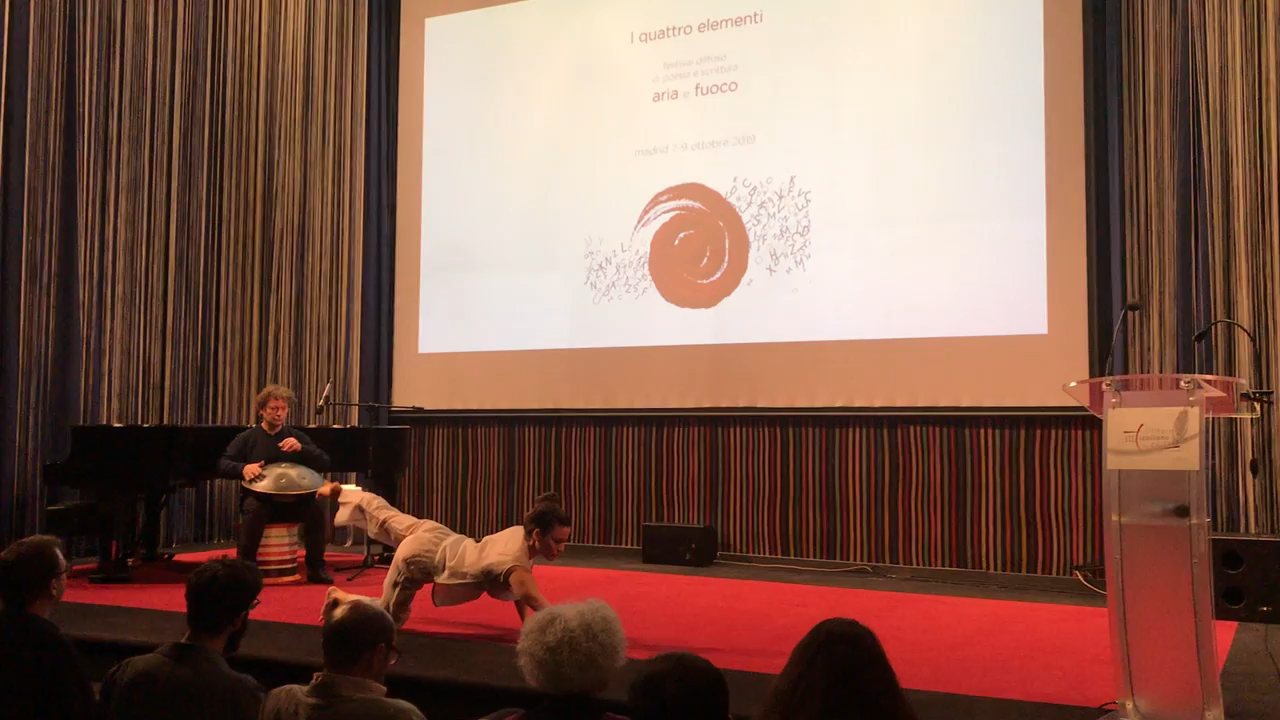 I quattro elementi
festival diffuso
di poesia e scrittura
aria e fuoco
madrid 7-9 ottobre 2019